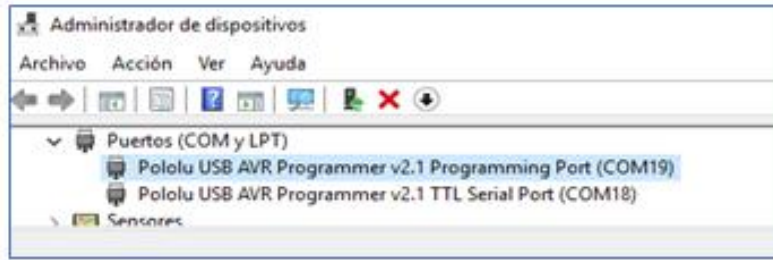 Administrador de dispositivos
Archivo Acción Ver Ayuda
Puertos (COM y LPT)
Pololu USB AVR Programmer v2.1 Programming Port (COM19)
Pololu USB AVR Programmer v2.1 TTL Serial Port (COM18)
Sensores